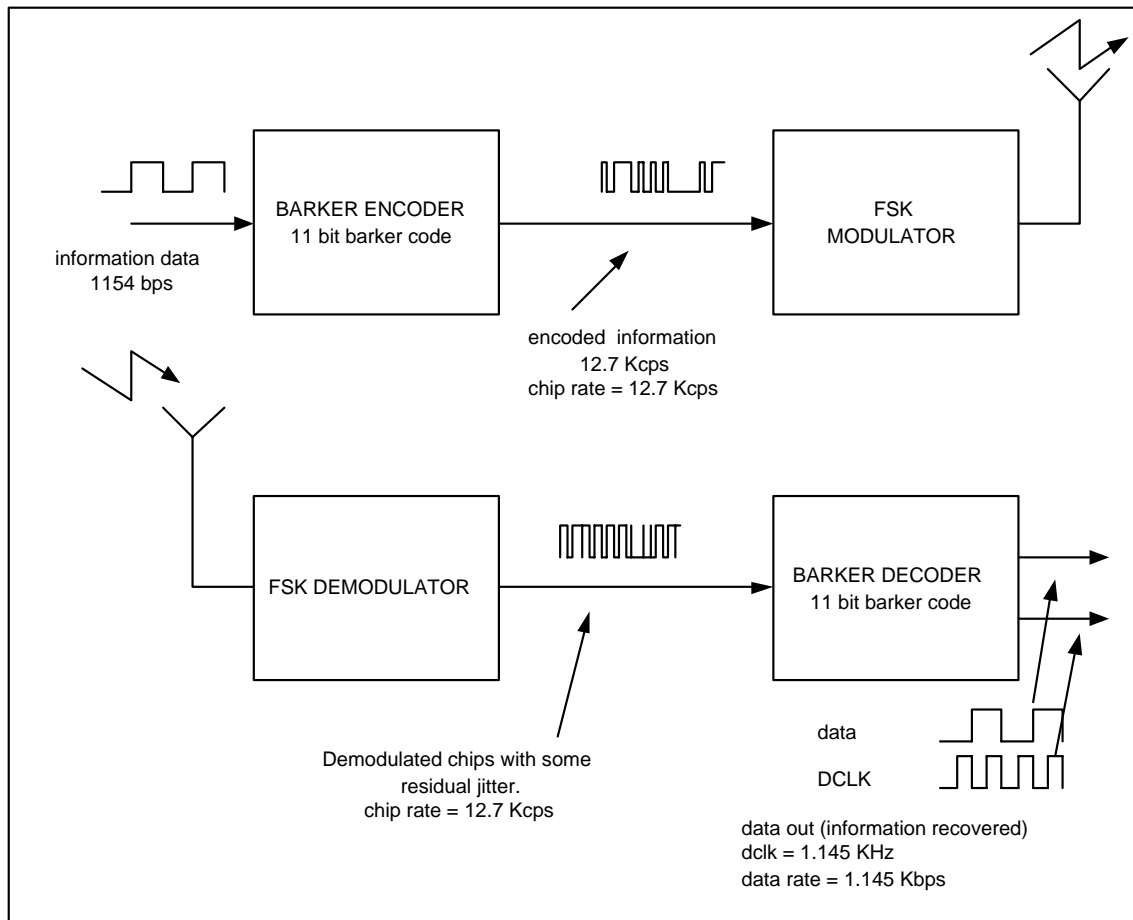 BARKER ENCODER
11 bit barker code
FSK
MODULATOR
information data
1154 bps
encoded information
12.7 Kcps
chip rate = 12.7 Kcps
FSK DEMODULATOR
BARKER DECODER
11 bit barker code
Demodulated chips with some
residual jitter.
chip rate = 12.7 Kcps
data
DCLK
data out (information recovered)
dclk = 1.145 KHz
data rate = 1.145 Kbps